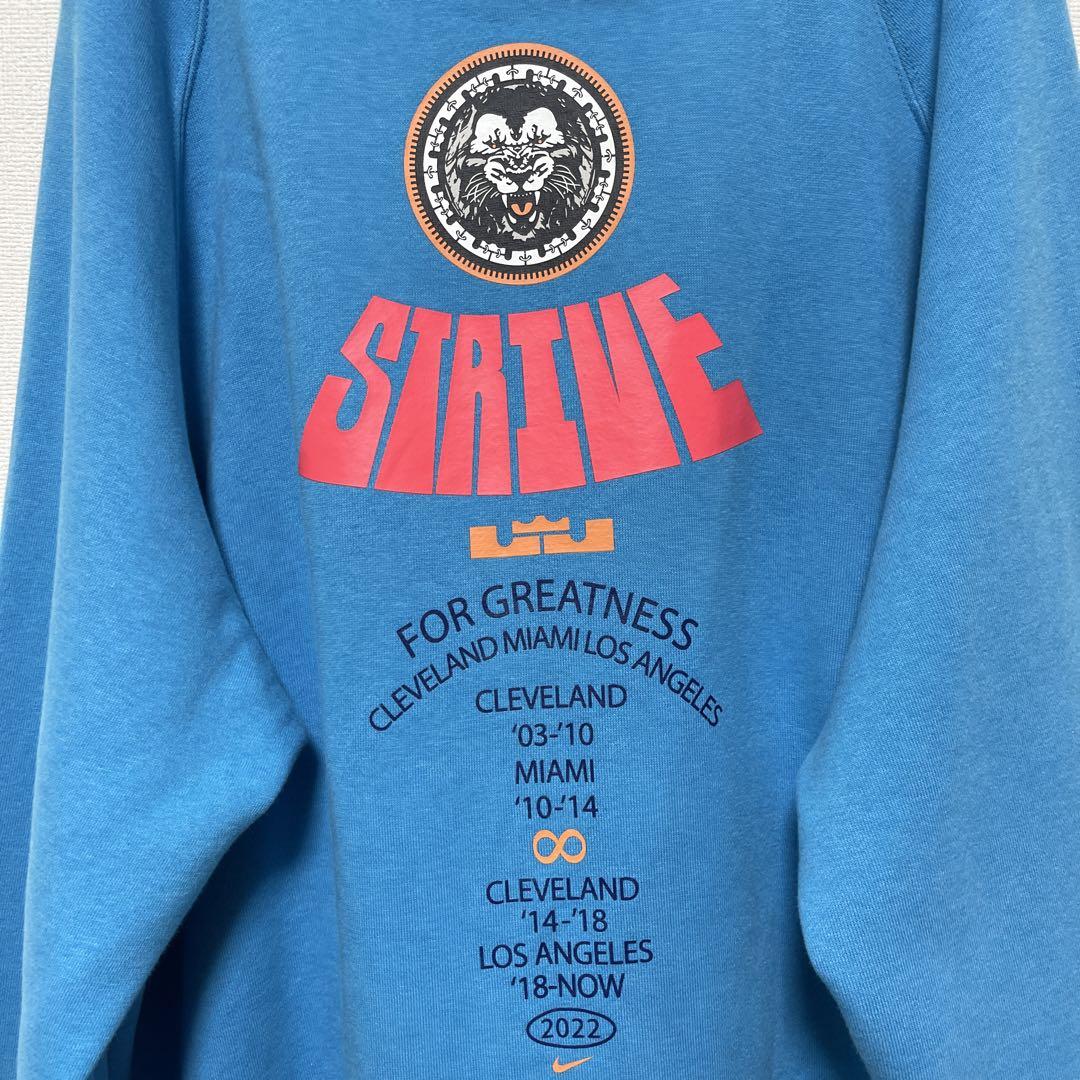 STRIVE
FOR GREATNESS
CLEVELAND MIAMI LOS ANGELES
CLEVELAND
'03-'10
MIAMI
'10-'14
∞
CLEVELAND
'14-'18
LOS ANGELES
'18-NOW
2022